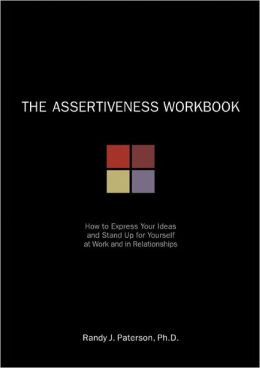 THE ASSERTIVENESS WORKBOOK
How to Express Your Ideas
and Stand Up for Yourself
at Work and in Relationships
Randy J. Paterson, Ph.D.